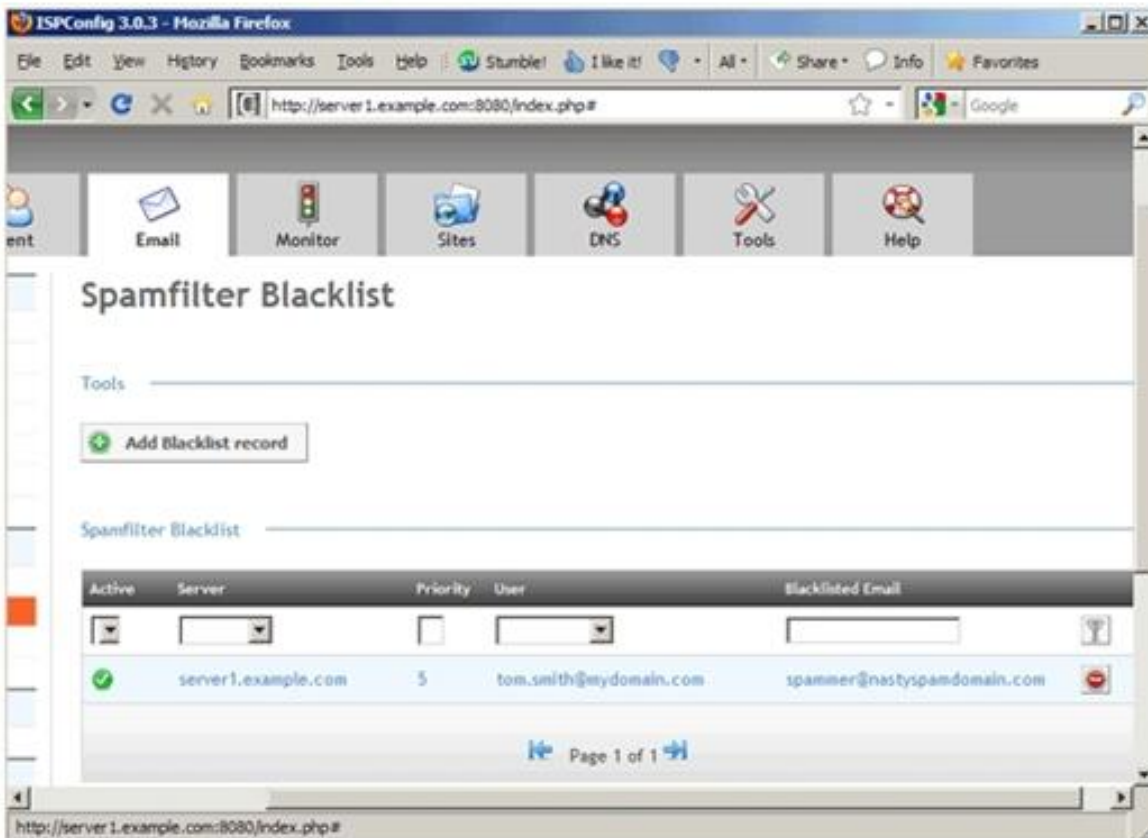 ISPConfig 3.0.3 - Mozilla Firefox
File Edit View History Bookmarks Tools Help StumbleI I like it! All Share Info Favorites
http://server1.example.com:8080/index.php# Google
ent Email Monitor Sites DNS Tools Help
Spamfilter Blacklist
Tools
Add Blacklist record
Spamfilter Blacklist
Active Server Priority User Blacklisted Email
server1.example.com 5 tom.smith@mydomain.com spammer@nastyspamdomain.com
Page 1 of 1
http://server1.example.com:8080/index.php#